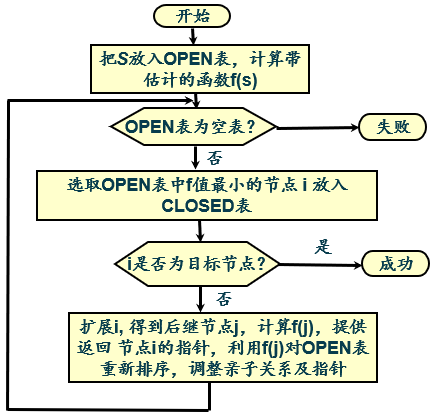 开始
把S放入OPEN表，计算带
估计的函数f(s)
OPEN表为空表？
失败
否
选取OPEN表中f值最小的节点 i 放入
CLOSED表
i是否为目标节点？
是
成功
否
扩展i, 得到后继节点j，计算f(j)，提供
返回 节点i的指针，利用f(j)对OPEN表
重新排序，调整亲子关系及指针